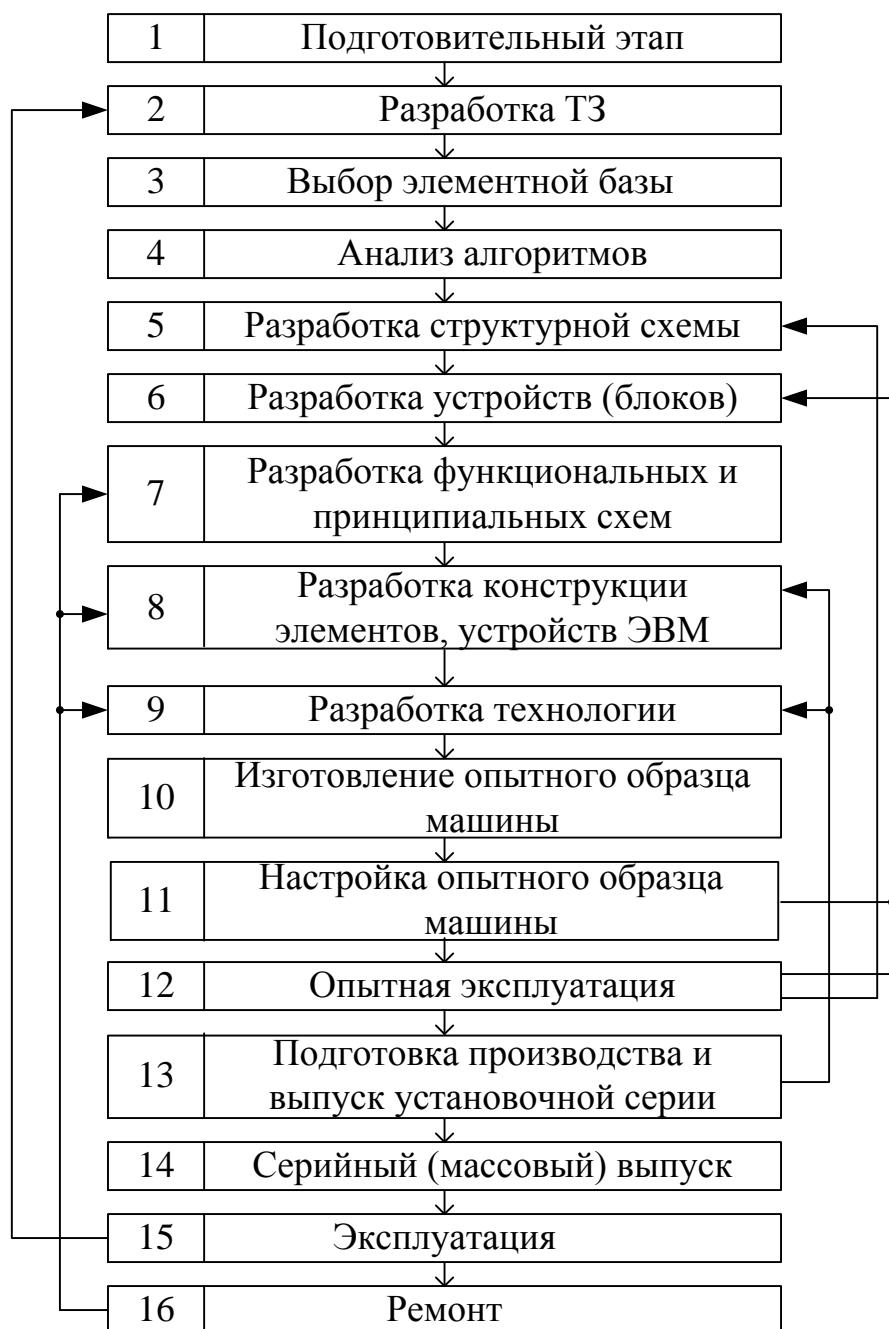 1 Подготовительный этап
2 Разработка ТЗ
3 Выбор элементной базы
4 Анализ алгоритмов
5 Разработка структурной схемы
6 Разработка устройств (блоков)
7 Разработка функциональных и
принципиальных схем
8 Разработка конструкции
элементов, устройств ЭВМ
9 Разработка технологии
10 Изготовление опытного образца
машины
11 Настройка опытного образца
машины
12 Опытная эксплуатация
13 Подготовка производства и
выпуск установочной серии
14 Серийный (массовый) выпуск
15 Эксплуатация
16 Ремонт